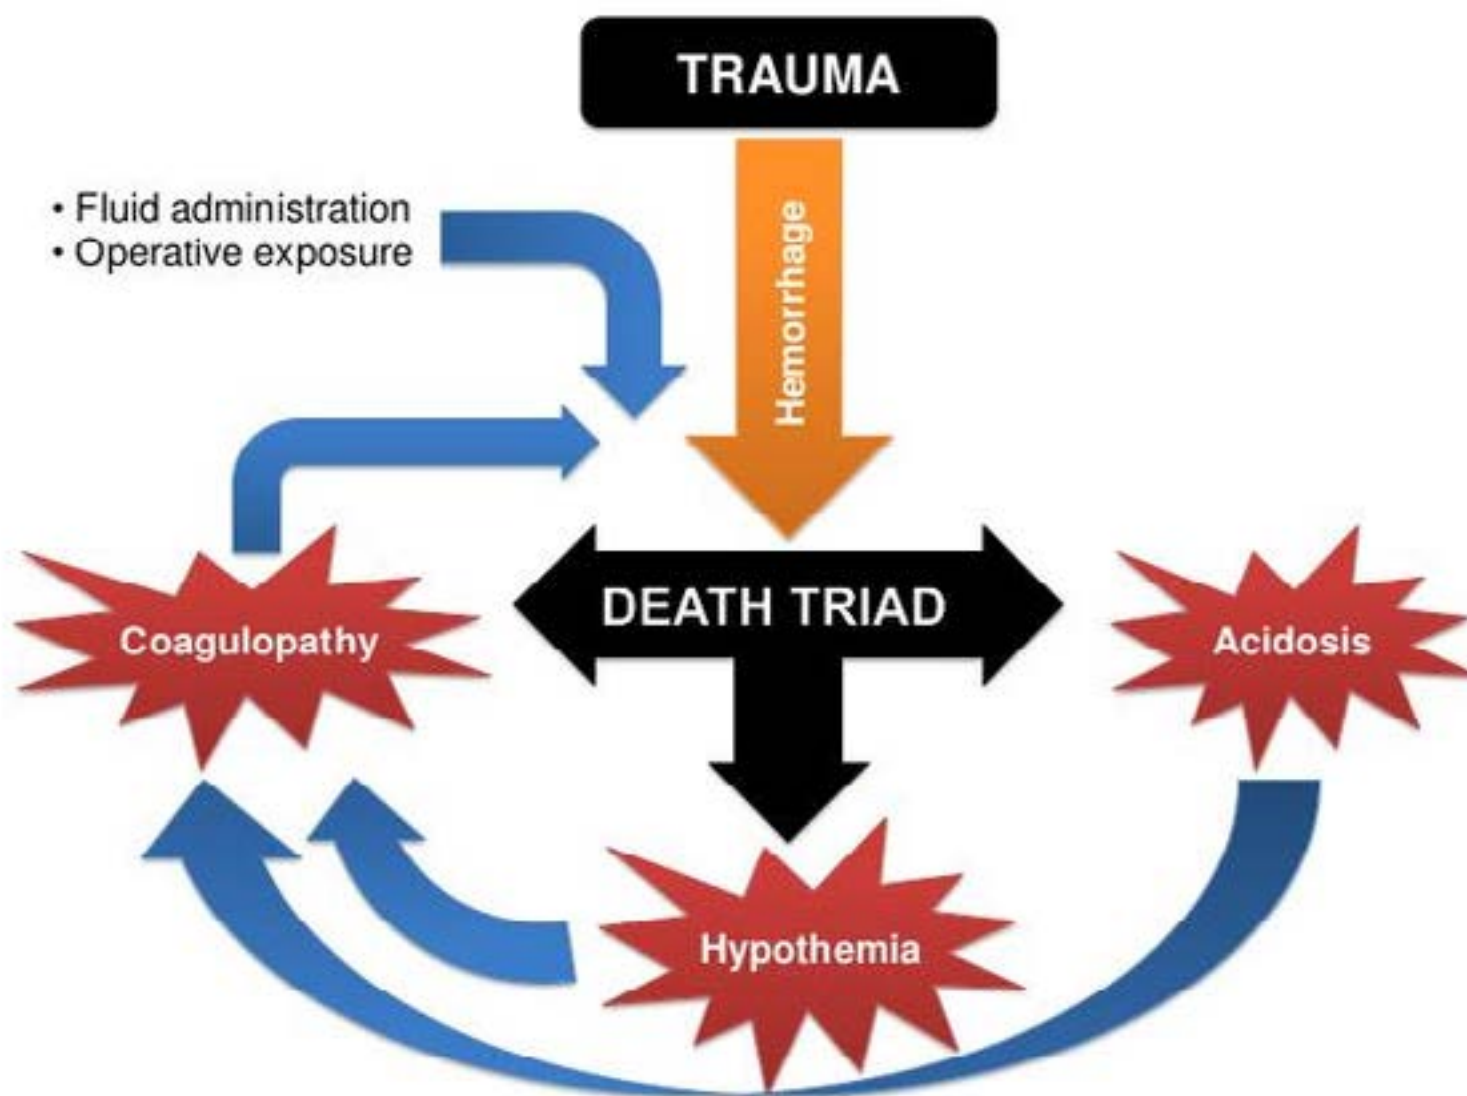 TRAUMA
• Fluid administration
• Operative exposure
Hemorrhage
DEATH TRIAD
Coagulopathy
Acidosis
Hypothemia